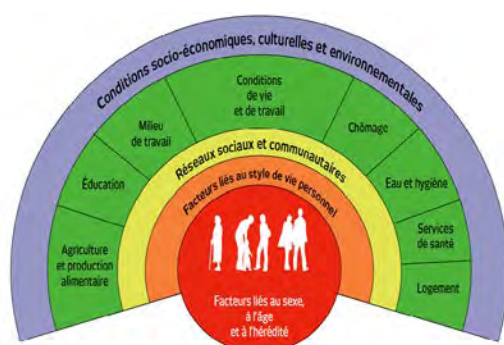 Conditions socio-économiques, culturelles et environnementales
Conditions
de vie
et de travail
Milieu
de travail
Chômage
Éducation
Eau et hygiène
Agriculture
et production
alimentaire
Services
de santé
Logement
Réseaux sociaux et communautaires
Facteurs liés au style de vie personnel
Facteurs liés au sexe,
à l'âge
et à l'hérédité